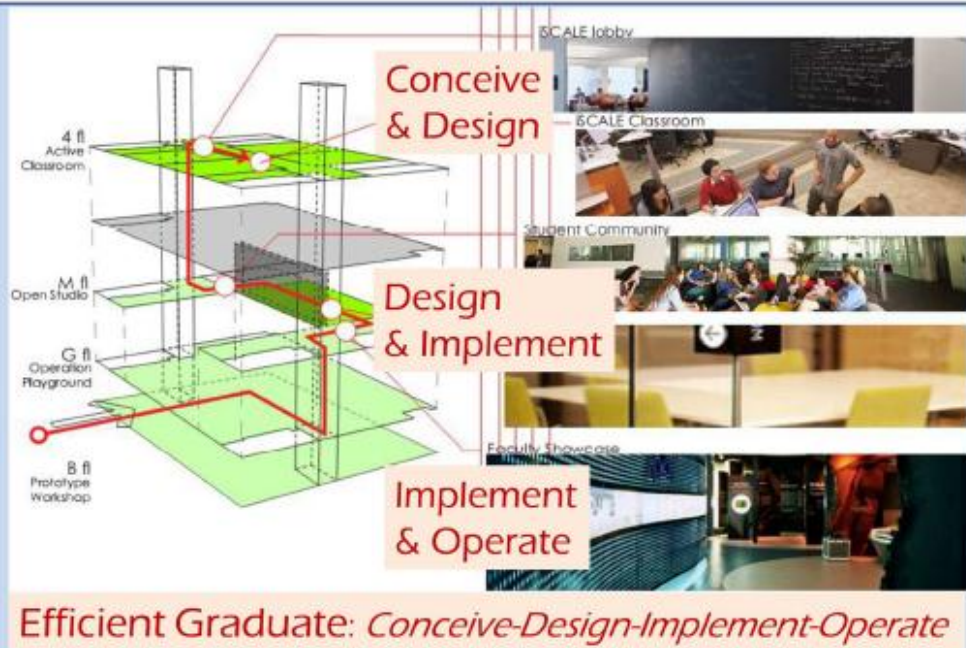 iSCALE lobby
Conceive
& Design
iSCALE Classroom
4 fl
Active
Classroom
Student Community
M fl
Open Studio
Design
& Implement
G fl
Operation
Playground
Faculty Showcase
B fl
Prototype
Workshop
Implement
& Operate
Efficient Graduate: Conceive-Design-Implement-Operate